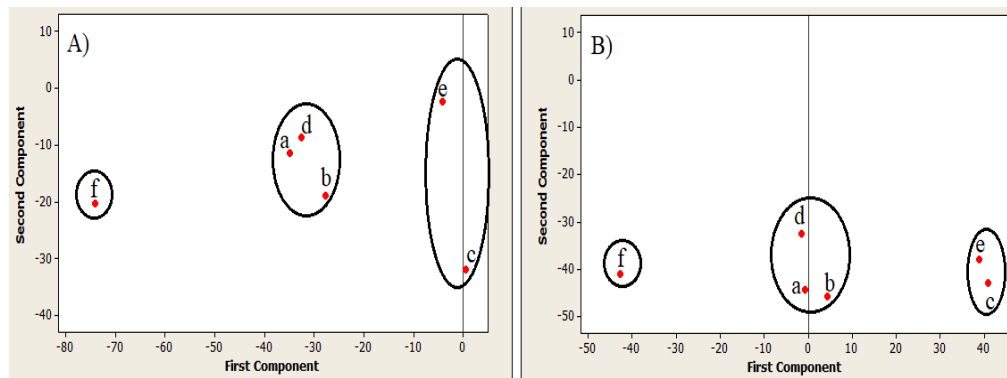 A)
10
0
-10
-20
-30
-40
Second Component
e
d
a
b
f
c
-80 -70 -60 -50 -40 -30 -20 -10 0
First Component
B)
10
0
-10
-20
-30
-40
-50
Second Component
d
e
f
a b
c
-50 -40 -30 -20 -10 0 10 20 30 40
First Component